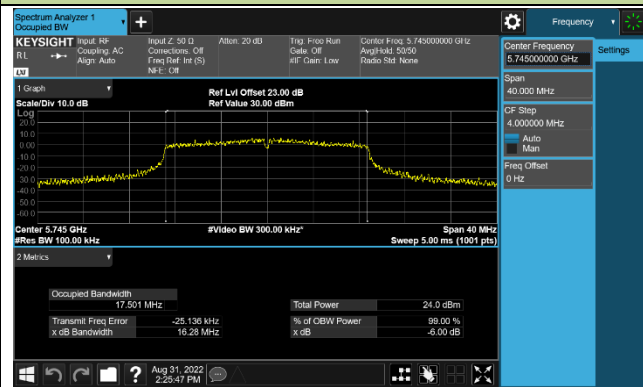 Spectrum Analyzer 1
Occupied BW
Frequency
KEYSIGHT
RL
LXI
Input: RF
Coupling: AC
Align: Auto
Input Z: 50 Ω
Corrections: Off
Freq Ref: Int (S)
NFE: Off
Atten: 20 dB
Trig: Free Run
Gate: Off
#IF Gain: Low
Center Freq: 5.745000000 GHz
Avg|Hold: 50/50
Radio Std: None
Center Frequency
5.745000000 GHz
Settings
Span
40.000 MHz
CF Step
4.000000 MHz
Auto
Man
Freq Offset
0 Hz
1 Graph
Scale/Div 10.0 dB
Ref Lvl Offset 23.00 dB
Ref Value 30.00 dBm
Log
20.0
10.0
0.00
-10.0
-20.0
-30.0
-40.0
-50.0
-60.0
Center 5.745 GHz
#Res BW 100.00 kHz
#Video BW 300.00 kHz*
Span 40 MHz
Sweep 5.00 ms (1001 pts)
2 Metrics
Occupied Bandwidth
17.501 MHz
Total Power 24.0 dBm
Transmit Freq Error -25.136 kHz
% of OBW Power 99.00 %
x dB Bandwidth 16.28 MHz
x dB -6.00 dB
Aug 31, 2022
2:25:47 PM